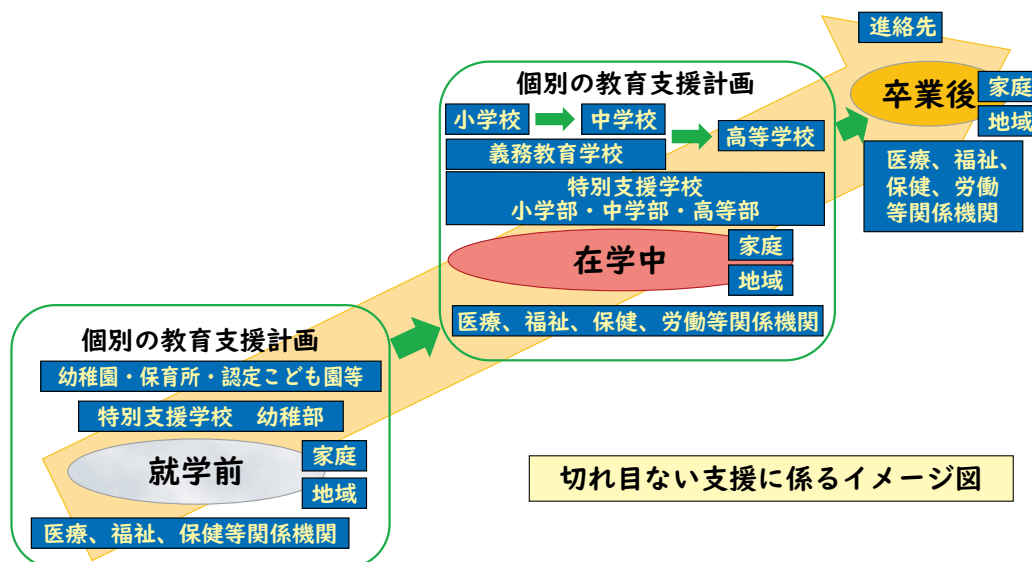 進絡先
卒業後
家庭
地域
医療、福祉、
保健、労働
等関係機関
個別の教育支援計画
小学校
中学校
高等学校
義務教育学校
特別支援学校
小学部・中学部・高等部
在学中
家庭
地域
医療、福祉、保健、労働等関係機関
個別の教育支援計画
幼稚園・保育所・認定こども園等
特別支援学校　幼稚部
就学前
家庭
地域
医療、福祉、保健等関係機関
切れ目ない支援に係るイメージ図